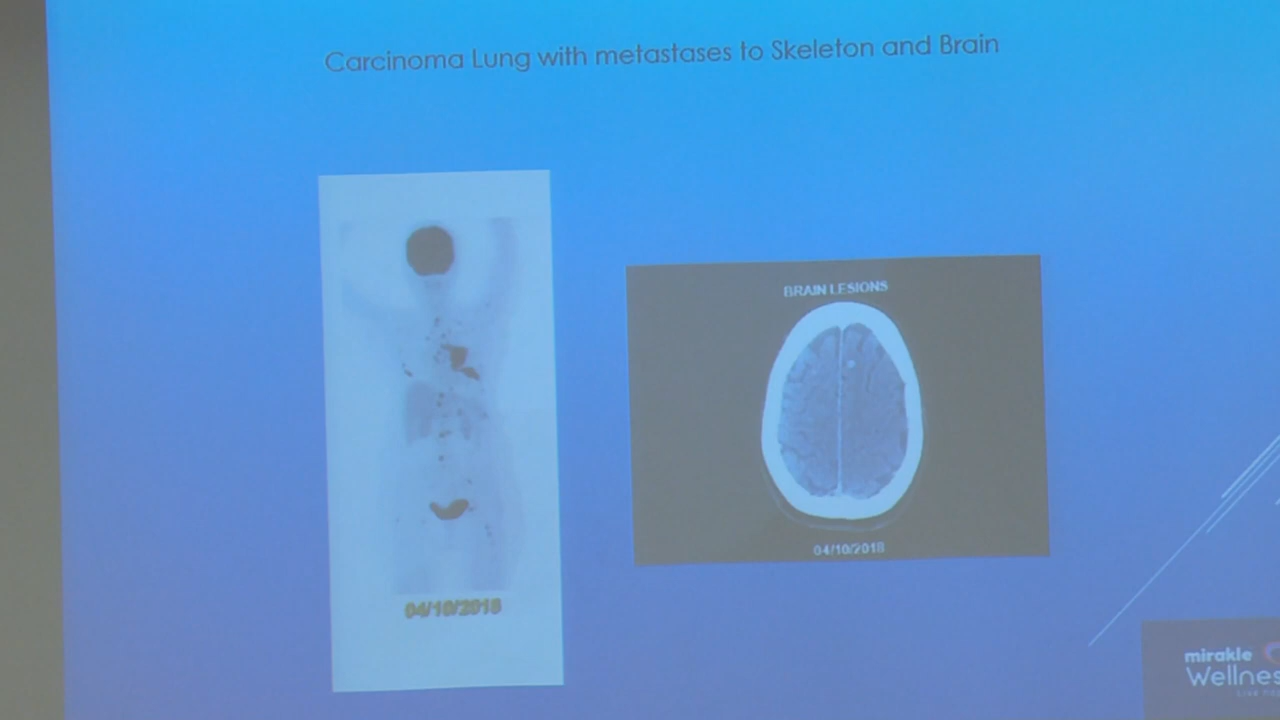 Carcinoma Lung with metastases to Skeleton and Brain
BRAIN LESIONS
04/10/2018
04/10/2018
mirakle
Wellnes